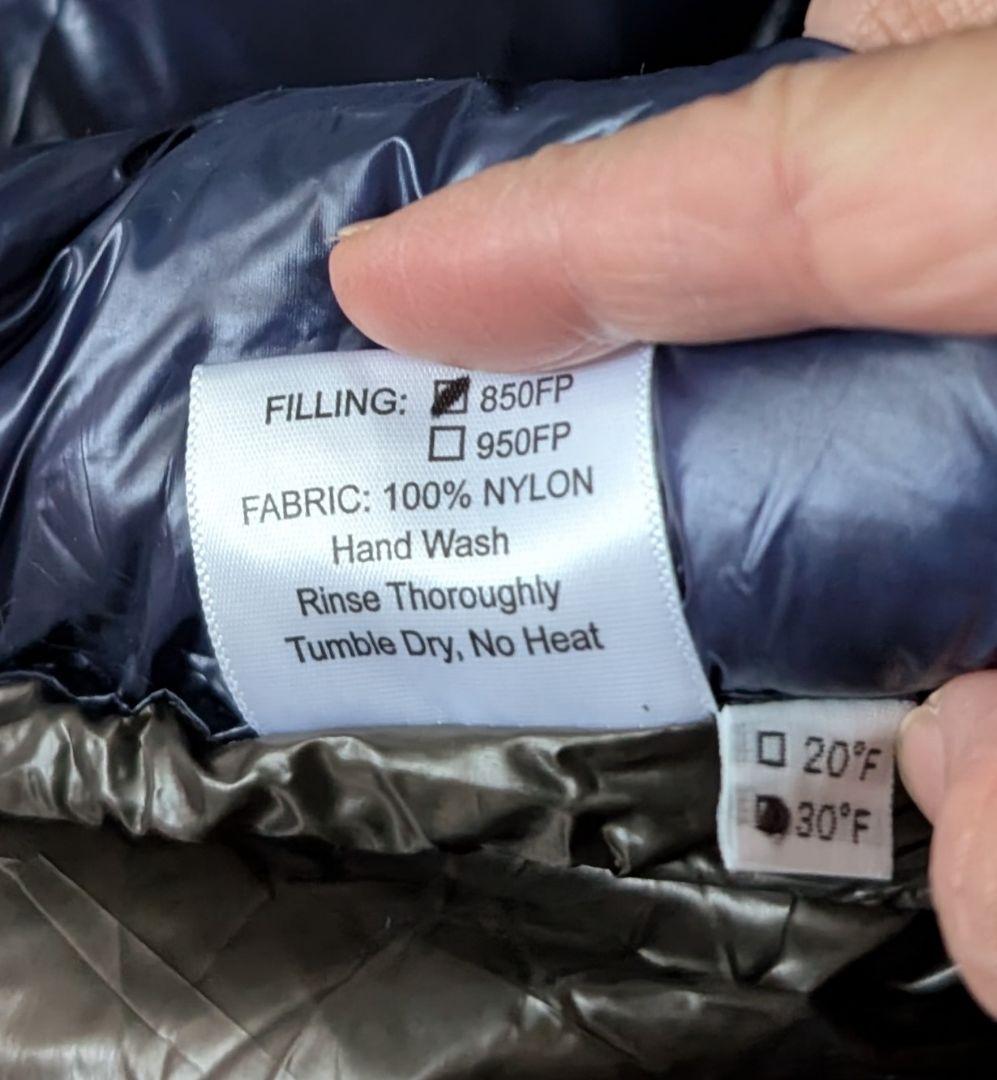 FILLING: 850FP
950FP
FABRIC: 100% NYLON
Hand Wash
Rinse Thoroughly
Tumble Dry, No Heat
20°F
30°F